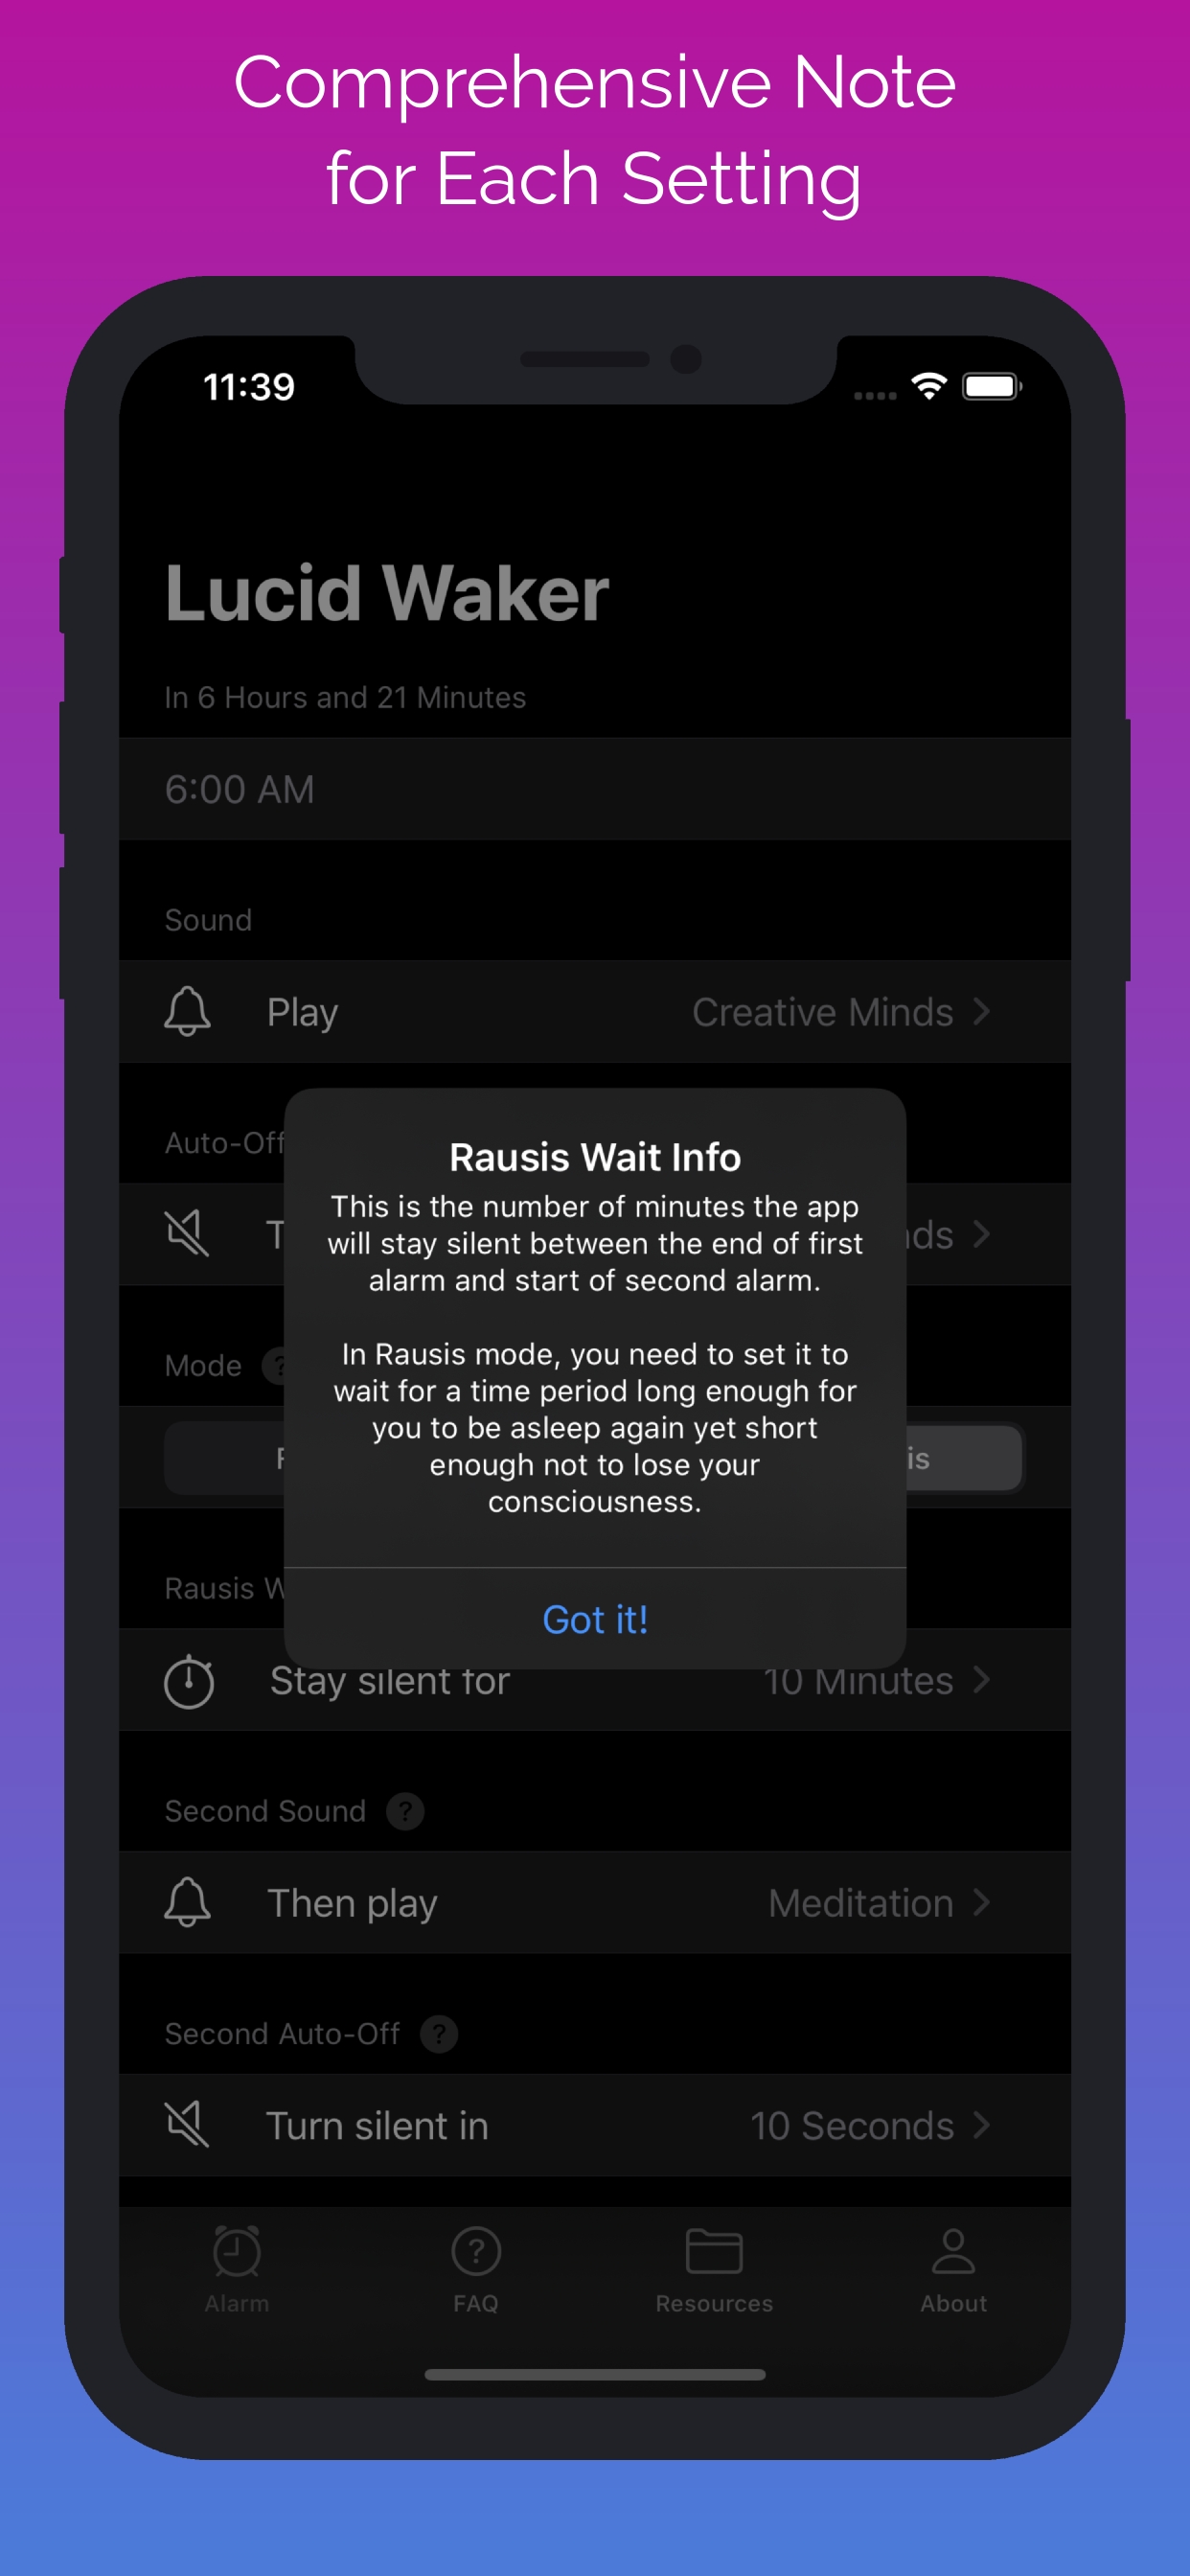 Comprehensive Note
for Each Setting
11:39
Lucid Waker
In 6 Hours and 21 Minutes
6:00 AM
Sound
Play Creative Minds
Auto-Off
Rausis Wait Info
This is the number of minutes the app
will stay silent between the end of first
alarm and start of second alarm.
In Rausis mode, you need to set it to
wait for a time period long enough for
you to be asleep again yet short
enough not to lose your
consciousness.
Got it!
Mode ?
Rausis
Stay silent for 10 Minutes
Second Sound ?
Then play Meditation
Second Auto-Off ?
Turn silent in 10 Seconds
Alarm FAQ Resources About